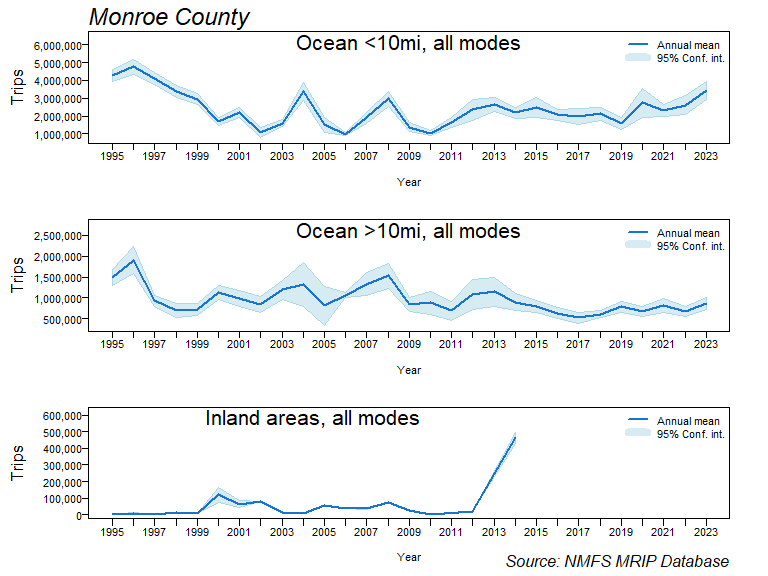 Monroe County
Ocean <10mi, all modes
Annual mean
95% Conf. int.
6,000,000
5,000,000
4,000,000
3,000,000
2,000,000
1,000,000
Trips
1995 1997 1999 2001 2003 2005 2007 2009 2011 2013 2015 2017 2019 2021 2023
Year
Ocean >10mi, all modes
Annual mean
95% Conf. int.
2,500,000
2,000,000
1,500,000
1,000,000
500,000
Trips
1995 1997 1999 2001 2003 2005 2007 2009 2011 2013 2015 2017 2019 2021 2023
Year
Inland areas, all modes
Annual mean
95% Conf. int.
600,000
500,000
400,000
300,000
200,000
100,000
0
Trips
1995 1997 1999 2001 2003 2005 2007 2009 2011 2013 2015 2017 2019 2021 2023
Year
Source: NMFS MRIP Database